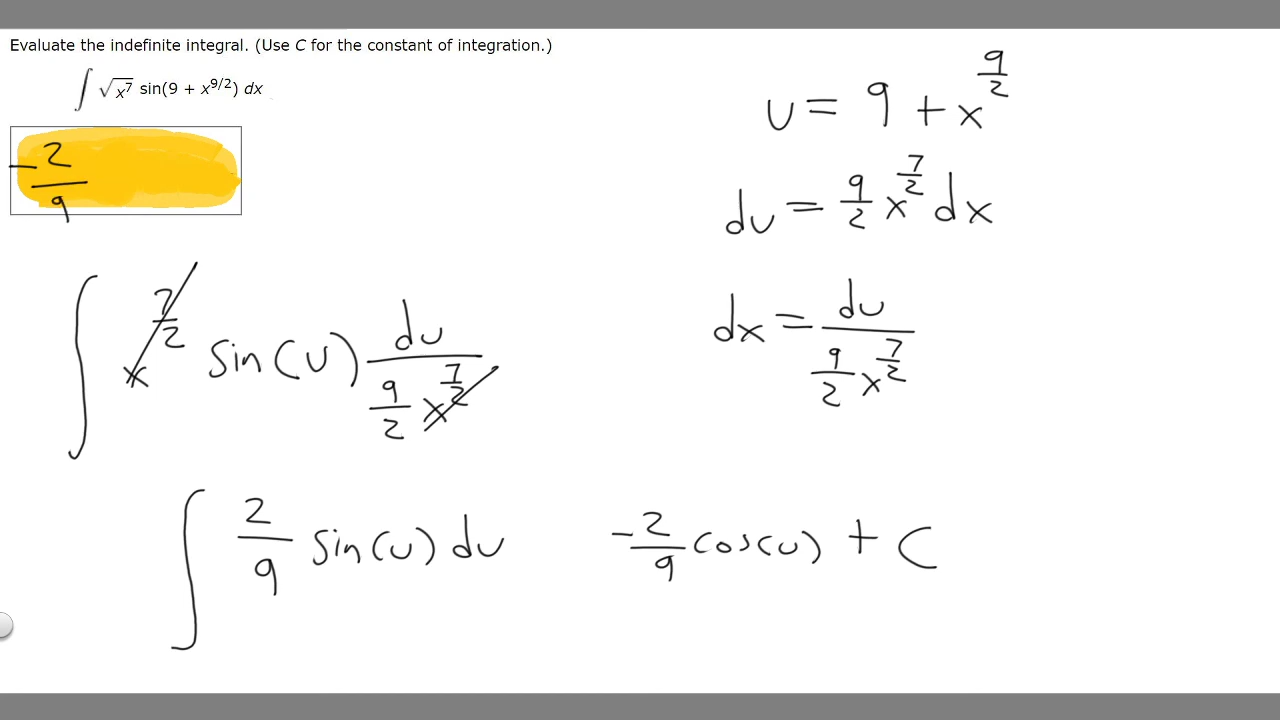 Evaluate the indefinite integral. (Use C for the constant of integration.)
∫ √x⁷ sin(9 + x^9/2) dx
-2/9
u = 9 + x^9/2
du = 9/2 x^7/2 dx
dx = du / (9/2 x^7/2)
∫ x^7/2 sin(u) du / (9/2 x^7/2)
∫ 2/9 sin(u) du
-2/9 cos(u) + C